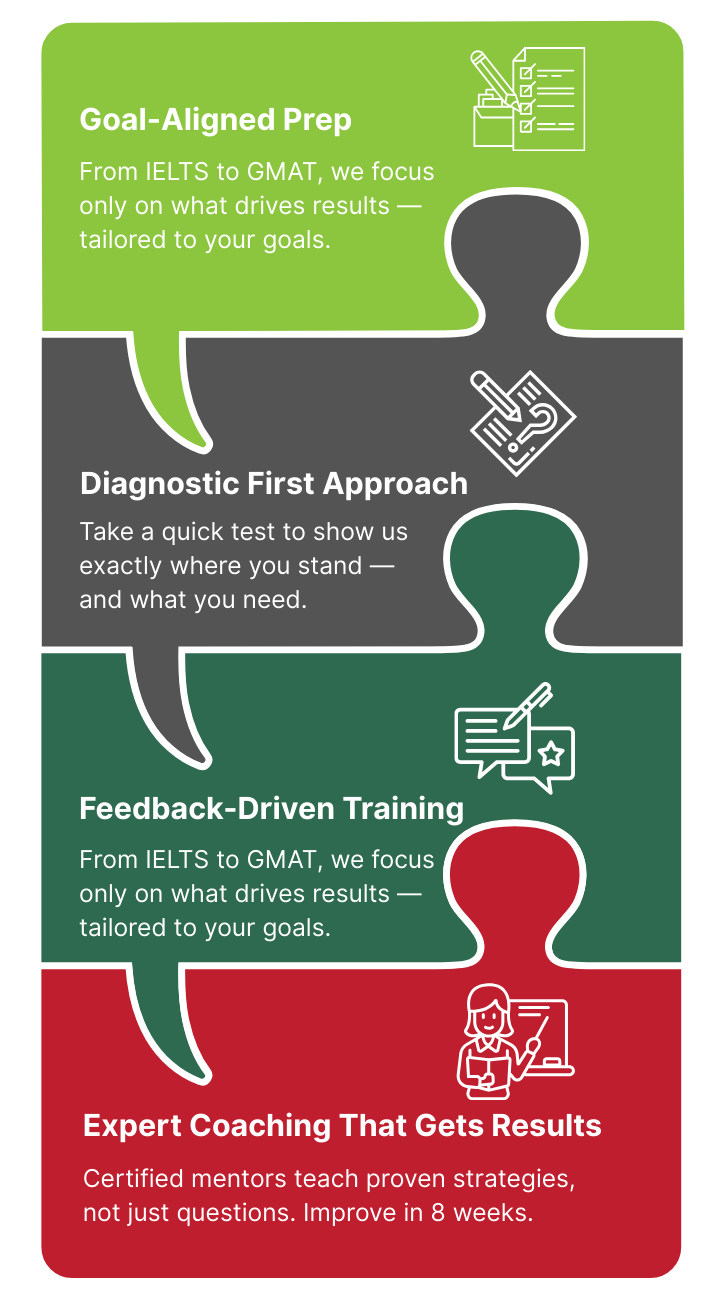 Goal-Aligned Prep
From IELTS to GMAT, we focus
only on what drives results —
tailored to your goals.
Diagnostic First Approach
Take a quick test to show us
exactly where you stand —
and what you need.
Feedback-Driven Training
From IELTS to GMAT, we focus
only on what drives results —
tailored to your goals.
Expert Coaching That Gets Results
Certified mentors teach proven strategies,
not just questions. Improve in 8 weeks.